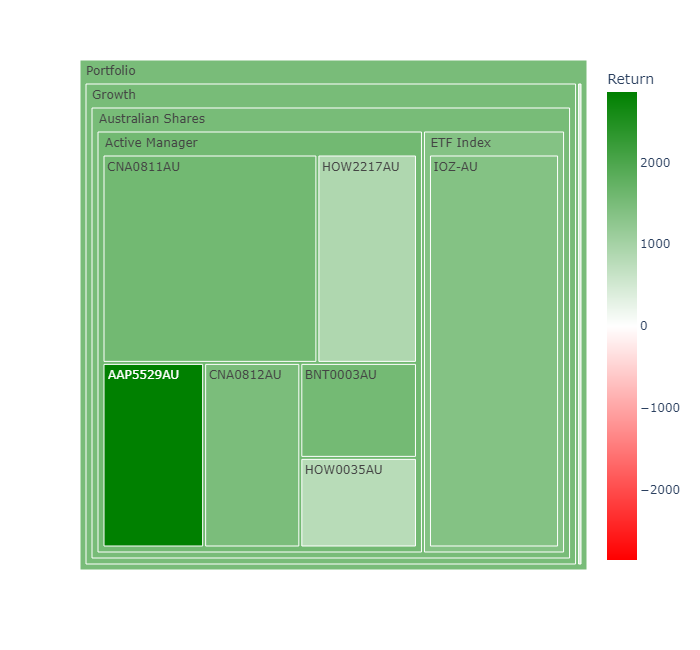 Portfolio
Growth
Australian Shares
Active Manager
ETF Index
CNA0811AU
HOW2217AU
IOZ-AU
AAP5529AU
CNA0812AU
BNT0003AU
HOW0035AU
Return
2000
1000
0
−1000
−2000